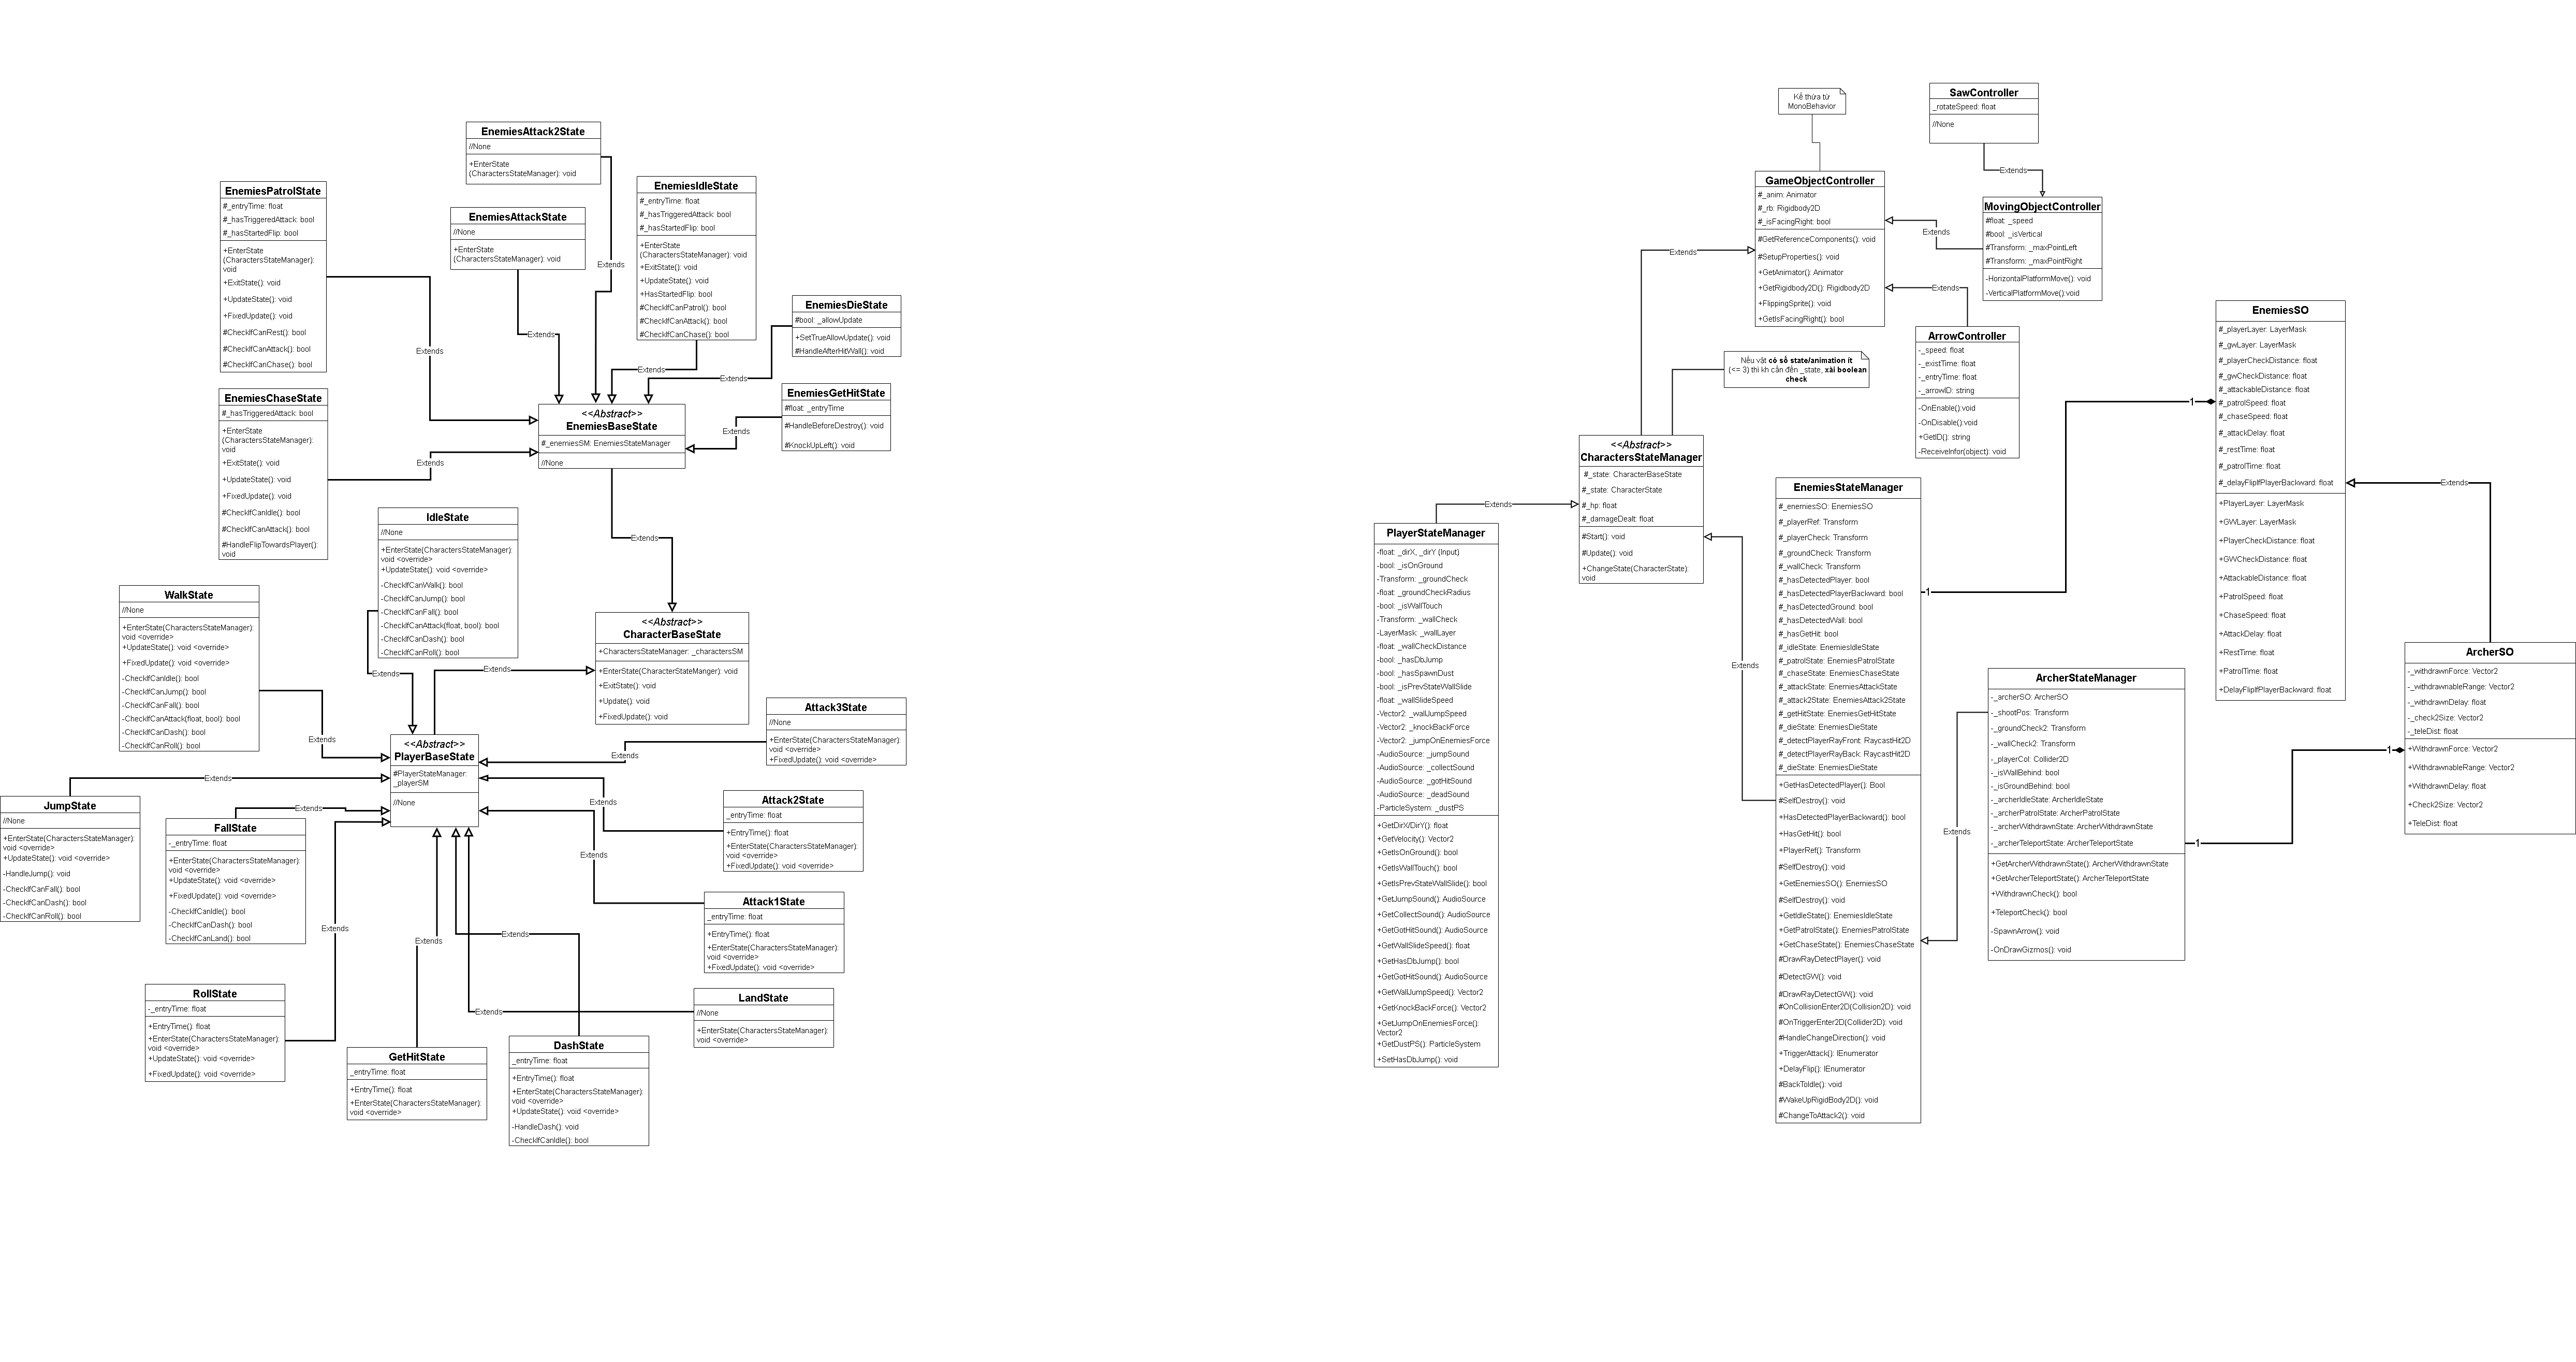 EnemiesAttack2State
//None
+EnterState
(CharactersStateManager): void
EnemiesPatrolState
#_entryTime: float
#_hasTriggeredAttack: bool
#_hasStartedFlip: bool
+EnterState
(CharactersStateManager):
void
+ExitState(): void
+UpdateState(): void
+FixedUpdate(): void
#CheckIfCanRest(): bool
#CheckIfCanAttack(): bool
#CheckIfCanChase(): bool
EnemiesAttackState
//None
+EnterState
(CharactersStateManager): void
EnemiesIdleState
#_entryTime: float
#_hasTriggeredAttack: bool
#_hasStartedFlip: bool
+EnterState
(CharactersStateManager): void
+ExitState(): void
+UpdateState(): void
+HasStartedFlip: bool
#CheckIfCanPatrol(): bool
#CheckIfCanAttack(): bool
#CheckIfCanChase(): bool
EnemiesDieState
#bool: _allowUpdate
+SetTrueAllowUpdate(): void
#HandleAfterHitWall(): void
Extends
Extends
Extends
Extends
Extends
EnemiesChaseState
#_hasTriggeredAttack: bool
+EnterState
(CharactersStateManager):
void
+ExitState(): void
+UpdateState(): void
+FixedUpdate(): void
#CheckIfCanIdle(): bool
#CheckIfCanAttack(): bool
#HandleFlipTowardsPlayer():
void
Extends
<<Abstract>>
EnemiesBaseState
#_enemiesSM: EnemiesStateManager
//None
Extends
EnemiesGetHitState
#float: _entryTime
#HandleBeforeDestroy(): void
#KnockUpLeft(): void
Extends
IdleState
//None
+EnterState(CharactersStateManager):
void <override>
+UpdateState(): void <override>
-CheckIfCanWalk(): bool
-CheckIfCanJump(): bool
-CheckIfCanFall(): bool
-CheckIfCanAttack(float, bool): bool
-CheckIfCanDash(): bool
-CheckIfCanRoll(): bool
Extends
WalkState
//None
+EnterState(CharactersStateManager):
void <override>
+UpdateState(): void <override>
+FixedUpdate(): void <override>
-CheckIfCanIdle(): bool
-CheckIfCanJump(): bool
-CheckIfCanFall(): bool
-CheckIfCanAttack(float, bool): bool
-CheckIfCanDash(): bool
-CheckIfCanRoll(): bool
Extends
<<Abstract>>
CharacterBaseState
+CharactersStateManager: _charactersSM
+EnterState(CharacterStateManger): void
+ExitState(): void
+Update(): void
+FixedUpdate(): void
Extends
<<Abstract>>
PlayerBaseState
#PlayerStateManager:
_playerSM
//None
Attack3State
//None
+EnterState(CharactersStateManager):
void <override>
+FixedUpdate(): void <override>
Extends
Extends
JumpState
//None
+EnterState(CharactersStateManager):
void <override>
+UpdateState(): void <override>
-HandleJump(): void
-CheckIfCanFall(): bool
-CheckIfCanDash(): bool
-CheckIfCanRoll(): bool
Extends
FallState
-_entryTime: float
+EnterState(CharactersStateManager):
void <override>
+UpdateState(): void <override>
+FixedUpdate(): void <override>
-CheckIfCanIdle(): bool
-CheckIfCanDash(): bool
-CheckIfCanLand(): bool
Extends
Attack2State
_entryTime: float
+EntryTime(): float
+EnterState(CharactersStateManager):
void <override>
+FixedUpdate(): void <override>
Extends
Attack1State
_entryTime: float
+EntryTime(): float
+EnterState(CharactersStateManager):
void <override>
+FixedUpdate(): void <override>
Extends
Extends
Extends
RollState
-_entryTime: float
+EntryTime(): float
+EnterState(CharactersStateManager):
void <override>
+UpdateState(): void <override>
+FixedUpdate(): void <override>
LandState
//None
+EnterState(CharactersStateManager):
void <override>
Extends
GetHitState
_entryTime: float
+EntryTime(): float
+EnterState(CharactersStateManager):
void <override>
DashState
_entryTime: float
+EntryTime(): float
+EnterState(CharactersStateManager):
void <override>
+UpdateState(): void <override>
-HandleDash(): void
-CheckIfCanIdle(): bool
Kế thừa từ
MonoBehavior
SawController
_rotateSpeed: float
//None
Extends
GameObjectController
#_anim: Animator
#_rb: Rigidbody2D
#_isFacingRight: bool
#GetReferenceComponents(): void
#SetupProperties(): void
+GetAnimator(): Animator
+GetRigidbody2D(): Rigidbody2D
+FlippingSprite(): void
+GetIsFacingRight(): bool
MovingObjectController
#float: _speed
#bool: _isVertical
#Transform: _maxPointLeft
#Transform: _maxPointRight
-HorizontalPlatformMove(): void
-VerticalPlatformMove():void
Extends
Extends
Extends
ArrowController
-_speed: float
-_existTime: float
-_entryTime: float
-_arrowID: string
-OnEnable():void
-OnDisable():void
+GetID(): string
-ReceiveInfor(object): void
Nếu vật có số state/animation ít
(<= 3) thì kh cần đến _state, xài boolean
check
<<Abstract>>
CharactersStateManager
#_state: CharacterBaseState
#_state: CharacterState
#_hp: float
#_damageDealt: float
#Start(): void
#Update(): void
+ChangeState(CharacterState):
void
Extends
PlayerStateManager
-float: _dirX, _dirY (Input)
-bool: _isOnGround
-Transform: _groundCheck
-float: _groundCheckRadius
-bool: _isWallTouch
-Transform: _wallCheck
-LayerMask: _wallLayer
-float: _wallCheckDistance
-bool: _hasDbJump
-bool: _hasSpawnDust
-bool: _isPrevStateWallSlide
-float: _wallSlideSpeed
-Vector2: _wallJumpSpeed
-Vector2: _knockBackForce
-Vector2: _jumpOnEnemiesForce
-AudioSource: _jumpSound
-AudioSource: _collectSound
-AudioSource: _gotHitSound
-AudioSource: _deadSound
-ParticleSystem: _dustPS
+GetDirX/DirY(): float
+GetVelocity(): Vector2
+GetIsOnGround(): bool
+GetIsWallTouch(): bool
+GetIsPrevStateWallSlide(): bool
+GetJumpSound(): AudioSource
+GetCollectSound(): AudioSource
+GetGotHitSound(): AudioSource
+GetWallSlideSpeed(): float
+GetHasDbJump(): bool
+GetGotHitSound(): AudioSource
+GetWallJumpSpeed(): Vector2
+GetKnockBackForce(): Vector2
+GetJumpOnEnemiesForce():
Vector2
+GetDustPS(): ParticleSystem
+SetHasDbJump(): void
Extends
EnemiesStateManager
#_enemiesSO: EnemiesSO
#_playerRef: Transform
#_playerCheck: Transform
#_groundCheck: Transform
#_wallCheck: Transform
#_hasDetectedPlayer: bool
#_hasDetectedPlayerBackward: bool
#_hasDetectedGround: bool
#_hasDetectedWall: bool
#_hasGetHit: bool
#_idleState: EnemiesIdleState
#_patrolState: EnemiesPatrolState
#_chaseState: EnemiesChaseState
#_attackState: EnemiesAttackState
#_attack2State: EnemiesAttack2State
#_getHitState: EnemiesGetHitState
#_dieState: EnemiesDieState
#_detectPlayerRayFront: RaycastHit2D
#_detectPlayerRayBack: RaycastHit2D
#_dieState: EnemiesDieState
+GetHasDetectedPlayer(): Bool
#SelfDestroy(): void
+HasDetectedPlayerBackward(): bool
+HasGetHit(): bool
+PlayerRef(): Transform
#SelfDestroy(): void
+GetEnemiesSO(): EnemiesSO
#SelfDestroy(): void
+GetIdleState(): EnemiesIdleState
+GetPatrolState(): EnemiesPatrolState
+GetChaseState(): EnemiesChaseState
#DrawRayDetectPlayer(): void
#DetectGW(): void
#DrawRayDetectGW(): void
#OnCollisionEnter2D(Collision2D): void
#OnTriggerEnter2D(Collider2D): void
#HandleChangeDirection(): void
+TriggerAttack(): IEnumerator
+DelayFlip(): IEnumerator
#BackToIdle(): void
#WakeUpRigidBody2D(): void
#ChangeToAttack2(): void
Extends
ArcherStateManager
-_archerSO: ArcherSO
-_shootPos: Transform
-_groundCheck2: Transform
-_wallCheck2: Transform
-_playerCol: Collider2D
-_isWallBehind: bool
-_isGroundBehind: bool
-_archerIdleState: ArcherIdleState
-_archerPatrolState: ArcherPatrolState
-_archerWithdrawnState: ArcherWithdrawnState
-_archerTeleportState: ArcherTeleportState
+GetArcherWithdrawnState(): ArcherWithdrawnState
+GetArcherTeleportState(): ArcherTeleportState
+WithdrawnCheck(): bool
+TeleportCheck(): bool
-SpawnArrow(): void
-OnDrawGizmos(): void
EnemiesSO
#_playerLayer: LayerMask
#_gwLayer: LayerMask
#_playerCheckDistance: float
#_gwCheckDistance: float
#_attackableDistance: float
#_patrolSpeed: float
#_chaseSpeed: float
#_attackDelay: float
#_restTime: float
#_patrolTime: float
#_delayFlipIfPlayerBackward: float
+PlayerLayer: LayerMask
+GWLayer: LayerMask
+PlayerCheckDistance: float
+GWCheckDistance: float
+AttackableDistance: float
+PatrolSpeed: float
+ChaseSpeed: float
+AttackDelay: float
+RestTime: float
+PatrolTime: float
+DelayFlipIfPlayerBackward: float
1
1
Extends
ArcherSO
-_withdrawnForce: Vector2
-_withdrawnableRange: Vector2
-_withdrawnDelay: float
-_check2Size: Vector2
-_teleDist: float
+WithdrawnForce: Vector2
+WithdrawnableRange: Vector2
+WithdrawnDelay: float
+Check2Size: Vector2
+TeleDist: float
1
1